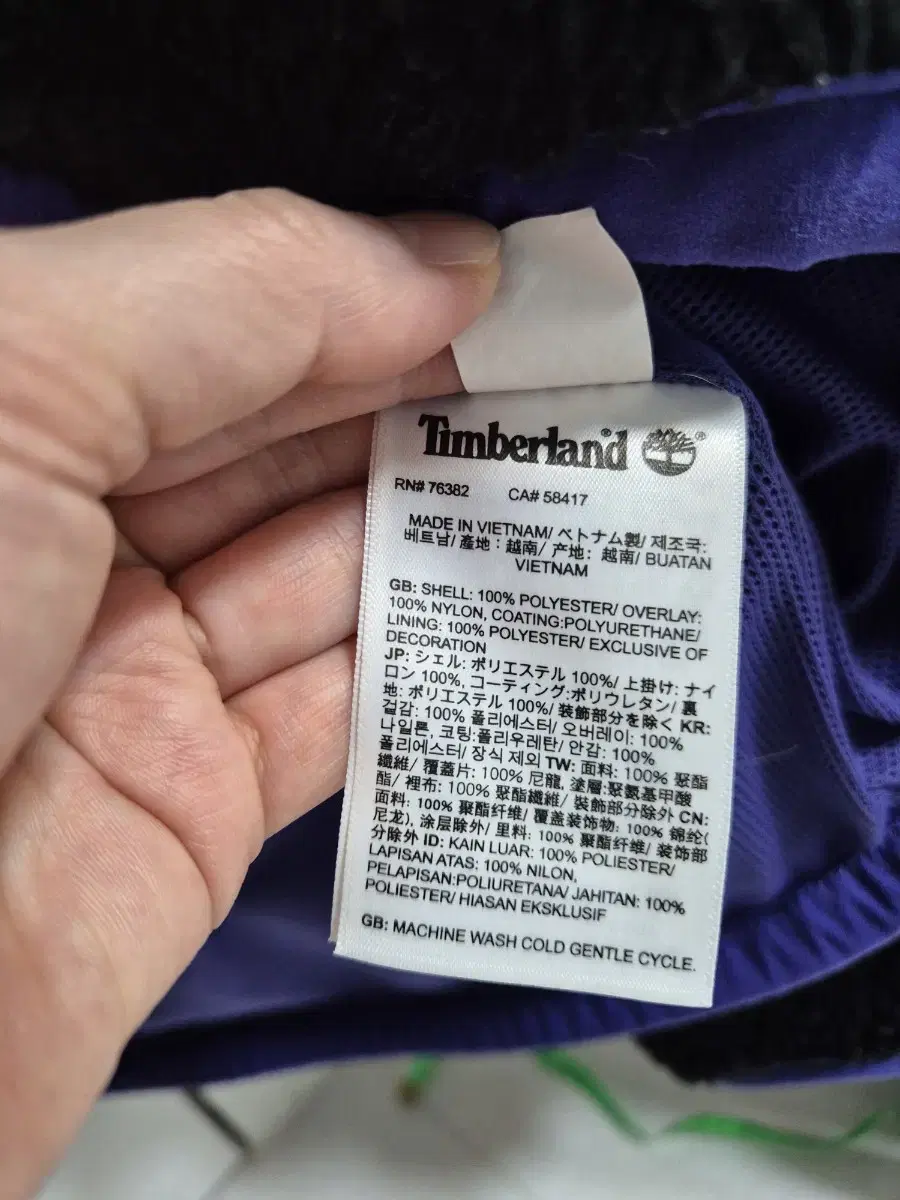 Timberland® ®
RN# 76382 CA# 58417
MADE IN VIETNAM/ ベトナム製/ 제조국:
베트남/ 產地：越南/ 产地：越南/ BUATAN
VIETNAM
GB: SHELL: 100% POLYESTER/ OVERLAY:
100% NYLON, COATING:POLYURETHANE/
LINING: 100% POLYESTER/ EXCLUSIVE OF
DECORATION
JP: シェル: ポリエステル 100%/ 上掛け: ナイ
ロン 100%, コーティング:ポリウレタン/ 裏
地: ポリエステル 100%/ 装飾部分を除く KR:
겉감: 100% 폴리에스터/ 오버레이: 100%
나일론, 코팅:폴리우레탄/ 안감: 100%
폴리에스터/ 장식 제외 TW: 面料: 100% 聚酯
纖維/ 覆蓋片: 100% 尼龍, 塗層:聚氨基甲酸
酯/ 裡布: 100% 聚酯纖維/ 裝飾部分除外 CN:
面料: 100% 聚酯纤维/ 覆盖装饰物: 100% 锦纶(
尼龙), 涂层除外/ 里料: 100% 聚酯纤维/ 装饰部
分除外 ID: KAIN LUAR: 100% POLIESTER/
LAPISAN ATAS: 100% NILON,
PELAPISAN:POLIURETANA/ JAHITAN: 100%
POLIESTER/ HIASAN EKSKLUSIF
GB: MACHINE WASH COLD GENTLE CYCLE.